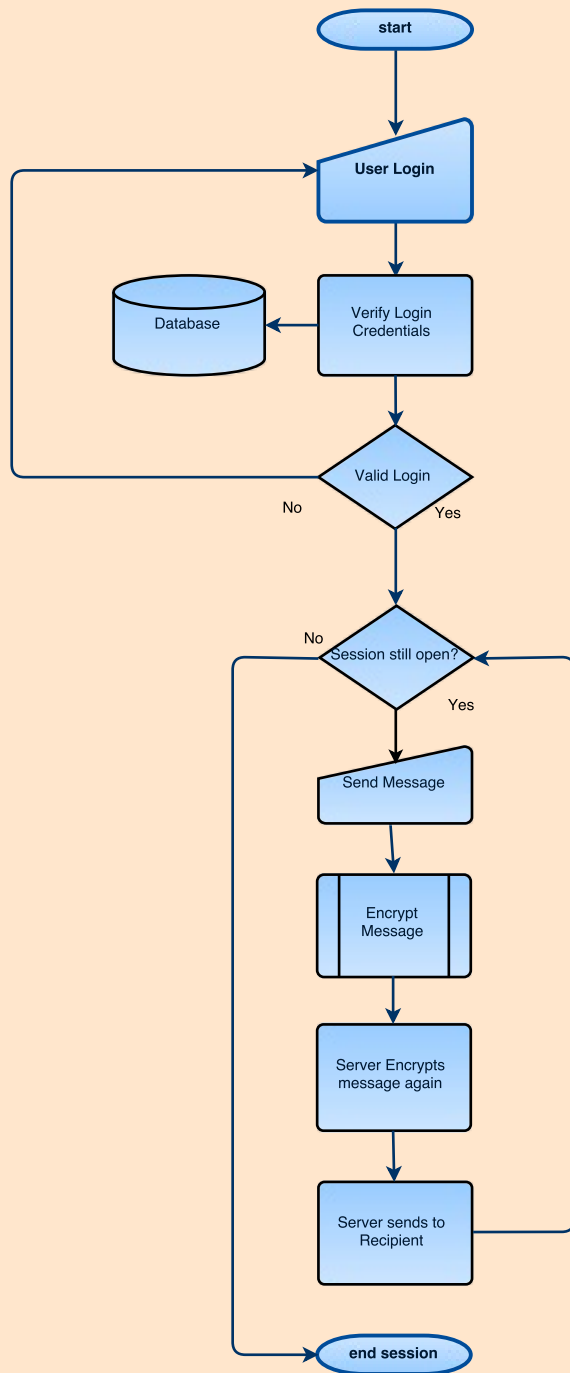 start
User Login
Database
Verify Login
Credentials
Valid Login
No
Yes
No
Session still open?
Yes
Send Message
Encrypt
Message
Server Encrypts
message again
Server sends to
Recipient
end session